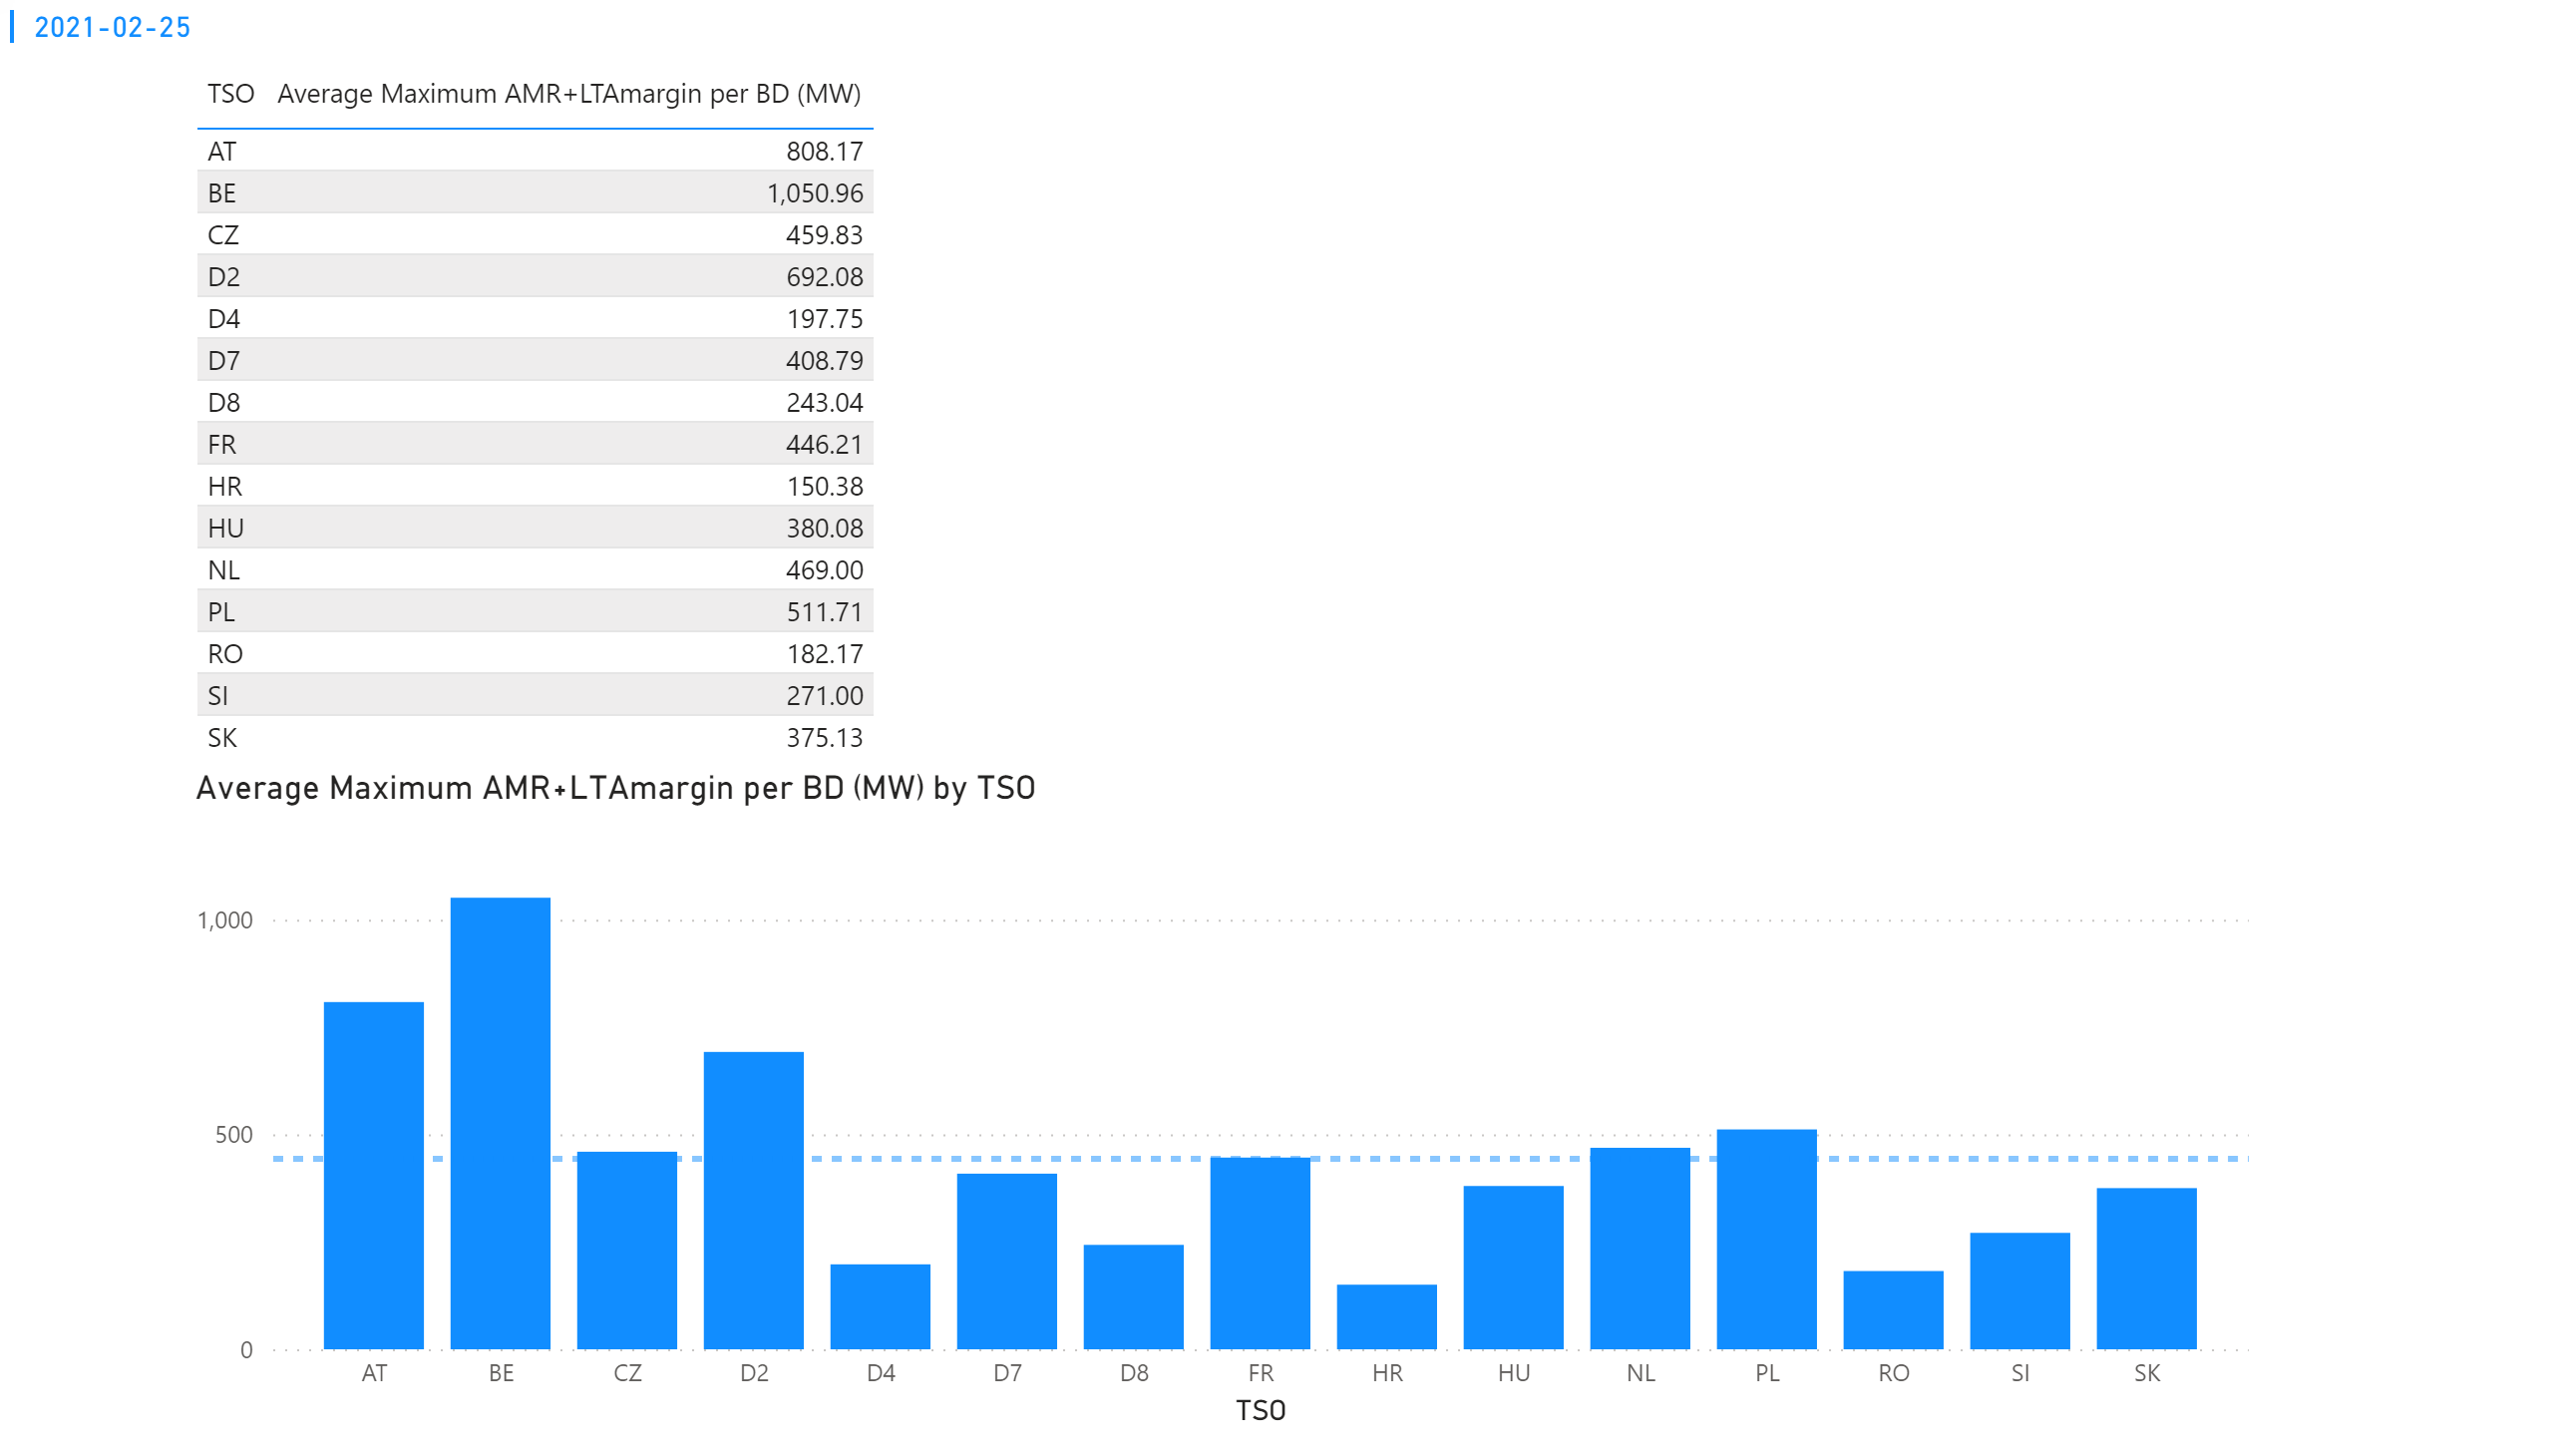 2021-02-25
TSO Average Maximum AMR+LTAmargin per BD (MW)
AT 808.17
BE 1,050.96
CZ 459.83
D2 692.08
D4 197.75
D7 408.79
D8 243.04
FR 446.21
HR 150.38
HU 380.08
NL 469.00
PL 511.71
RO 182.17
SI 271.00
SK 375.13
Average Maximum AMR+LTAmargin per BD (MW) by TSO
1,000
500
0
AT BE CZ D2 D4 D7 D8 FR HR HU NL PL RO SI SK
TSO